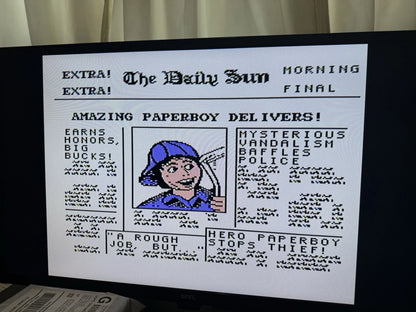 EXTRA! The Daily Sun MORNING
EXTRA! FINAL
AMAZING PAPERBOY DELIVERS!
EARNS
HONORS,
BIG
BUCKS!
MYSTERIOUS
VANDALISM
BAFFLES
POLICE
"A ROUGH
JOB, BUT..."
HERO PAPERBOY
STOPS THIEF!